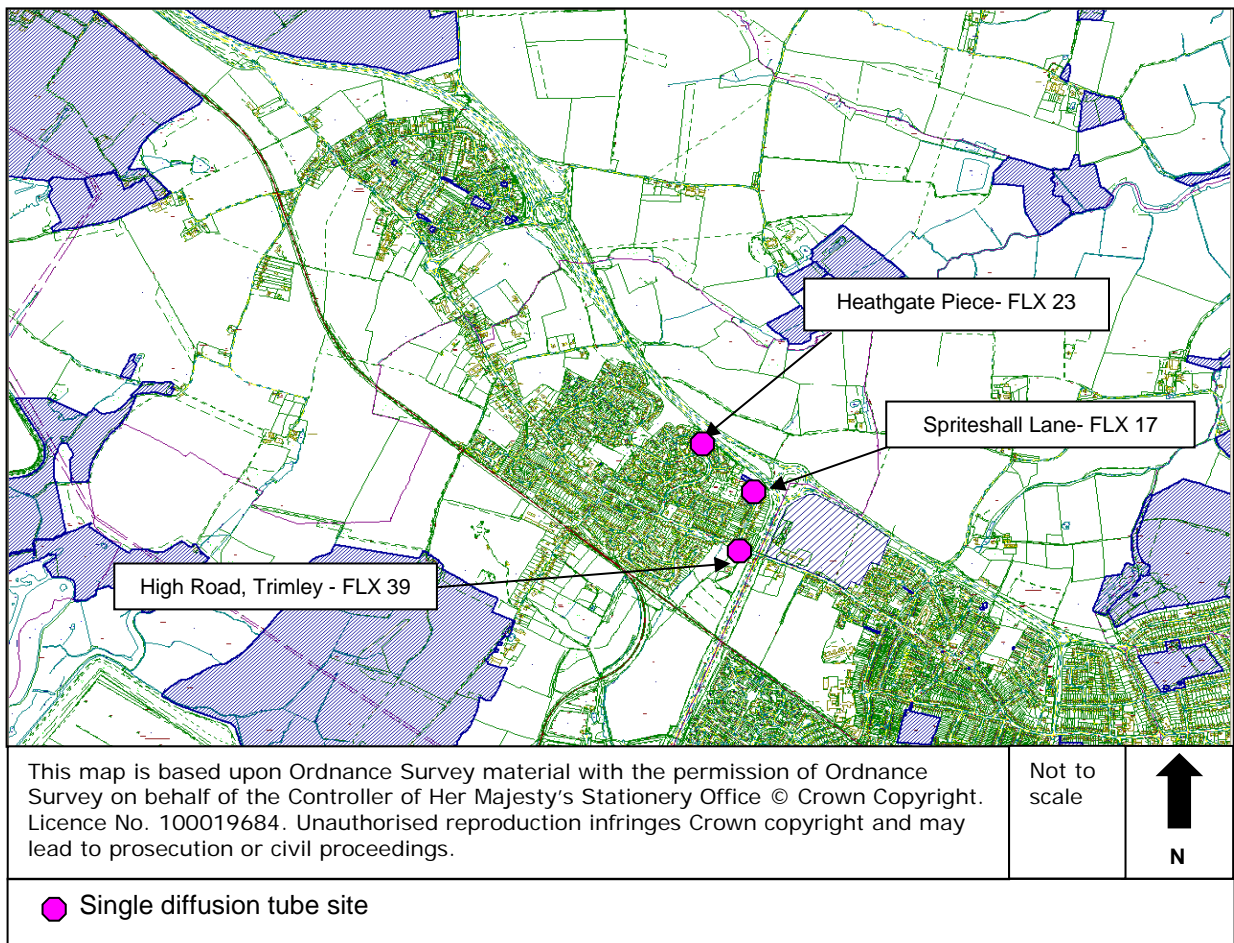 Heathgate Piece- FLX 23
Spriteshall Lane- FLX 17
High Road, Trimley - FLX 39
This map is based upon Ordnance Survey material with the permission of Ordnance
Survey on behalf of the Controller of Her Majesty's Stationery Office © Crown Copyright.
Licence No. 100019684. Unauthorised reproduction infringes Crown copyright and may
lead to prosecution or civil proceedings.
Not to
scale
N
Single diffusion tube site